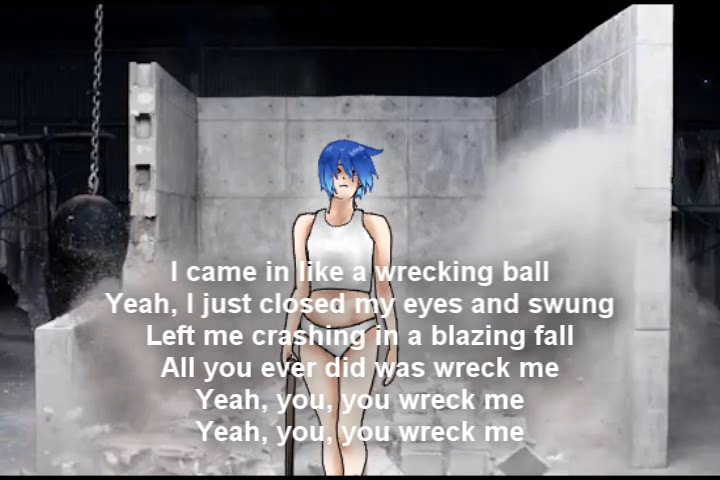 I came in like a wrecking ball
Yeah, I just closed my eyes and swung
Left me crashing in a blazing fall
All you ever did was wreck me
Yeah, you, you wreck me
Yeah, you, you wreck me